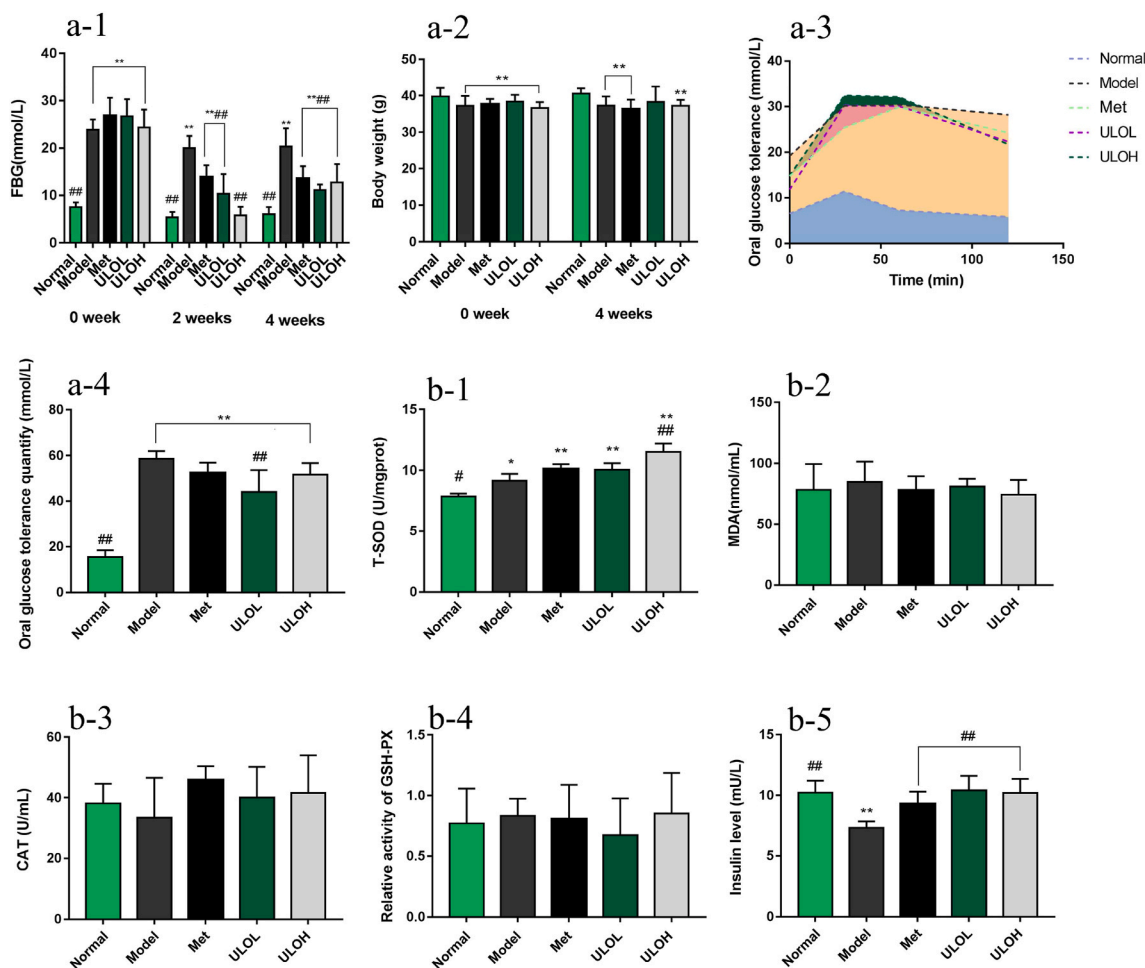 a-1
FBG(mmol/L)
40
30
20
10
0
**
##
**
**##
##
##
**
**##
##
Normal
Model
Met
ULOL
ULOH
Normal
Model
Met
ULOL
ULOH
Normal
Model
Met
ULOL
ULOH
0 week
2 weeks
4 weeks
a-2
Body weight (g)
50
40
30
20
10
0
**
**
**
Normal
Model
Met
ULOL
ULOH
Normal
Model
Met
ULOL
ULOH
0 week
4 weeks
a-3
Oral glucose tolerance (mmol/L)
40
30
20
10
0
0
50
100
150
Time (min)
Normal
Model
Met
ULOL
ULOH
a-4
Oral glucose tolerance quantify (mmol/L)
80
60
40
20
0
**
##
##
Normal
Model
Met
ULOL
ULOH
b-1
T-SOD (U/mgprot)
15
10
5
0
#
*
**
**
**
##
Normal
Model
Met
ULOL
ULOH
b-2
MDA(nmol/mL)
150
100
50
0
Normal
Model
Met
ULOL
ULOH
b-3
CAT (U/mL)
60
40
20
0
Normal
Model
Met
ULOL
ULOH
b-4
Relative activity of GSH-PX
1.5
1.0
0.5
0.0
Normal
Model
Met
ULOL
ULOH
b-5
Insulin level (mU/L)
15
10
5
0
##
**
##
Normal
Model
Met
ULOL
ULOH